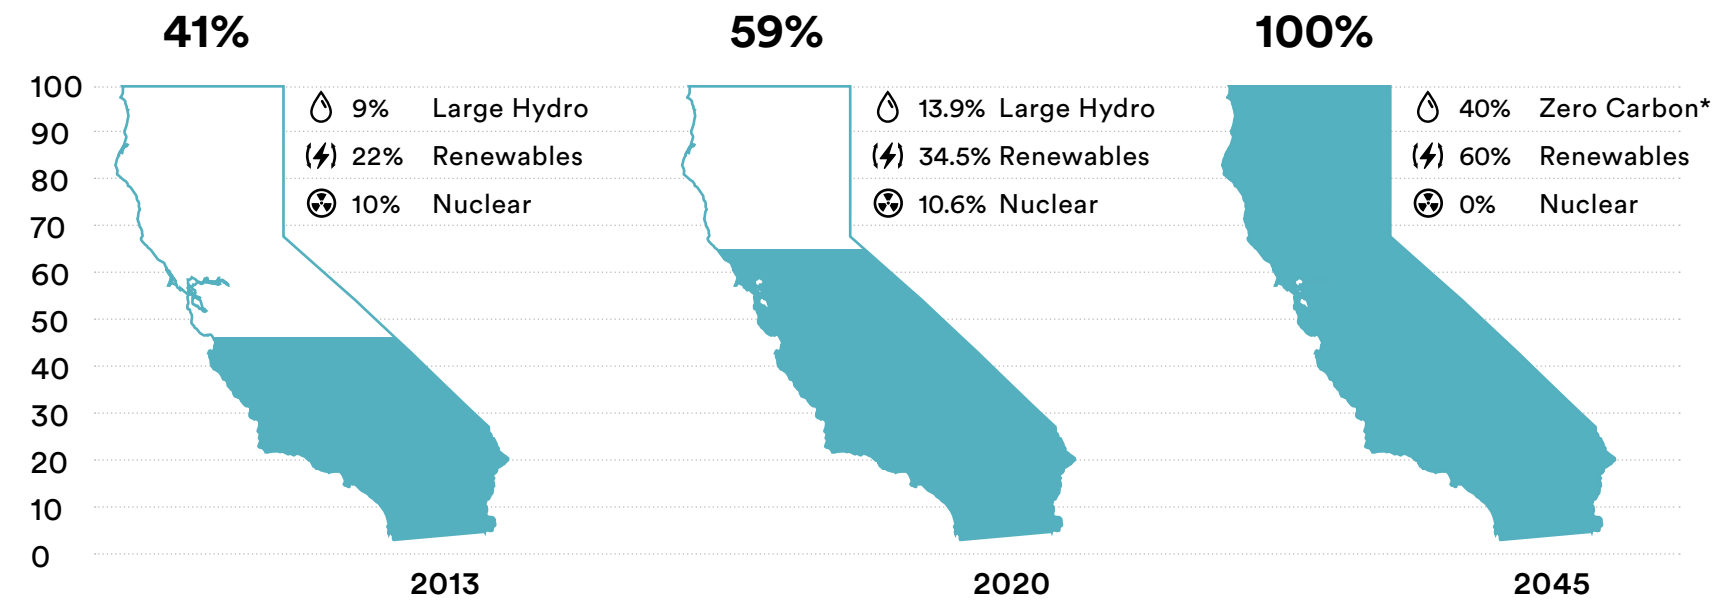 41% 59% 100%
100
90
80
70
60
50
40
30
20
10
0
9% Large Hydro
22% Renewables
10% Nuclear
13.9% Large Hydro
34.5% Renewables
10.6% Nuclear
40% Zero Carbon*
60% Renewables
0% Nuclear
2013 2020 2045